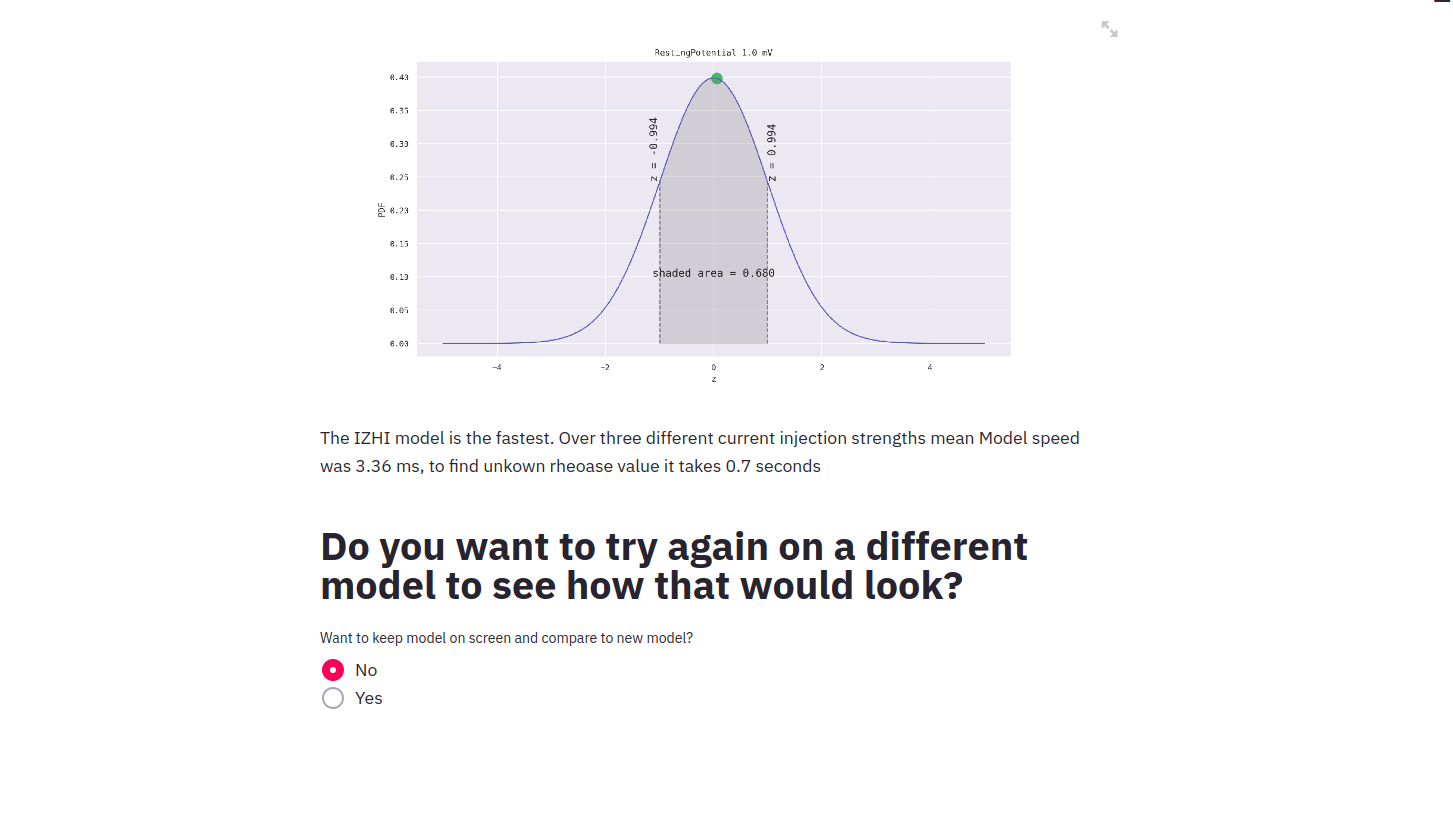 RestingPotential 1.0 mV
0.40
0.35
0.30
0.25
0.20
0.15
0.10
0.05
0.00
PDF
z = -0.994
z = 0.994
shaded area = 0.680
−4
−2
0
2
4
z
The IZHI model is the fastest. Over three different current injection strengths mean Model speed
was 3.36 ms, to find unkown rheoase value it takes 0.7 seconds
Do you want to try again on a different
model to see how that would look?
Want to keep model on screen and compare to new model?
No
Yes